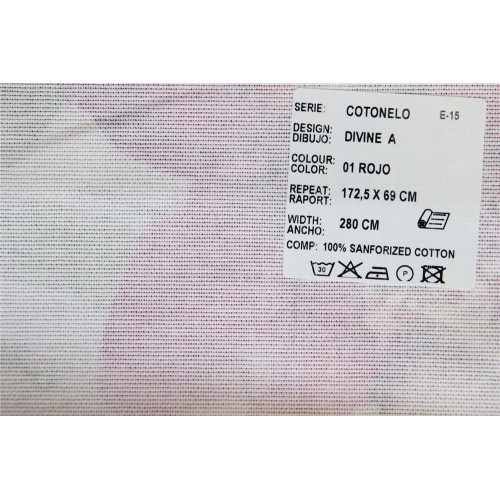 SERIE: COTONELO E-15
DESIGN:
DIBUJO: DIVINE A
COLOUR:
COLOR: 01 ROJO
REPEAT:
RAPORT: 172,5 X 69 CM
WIDTH:
ANCHO: 280 CM
COMP: 100% SANFORIZED COTTON
30 P